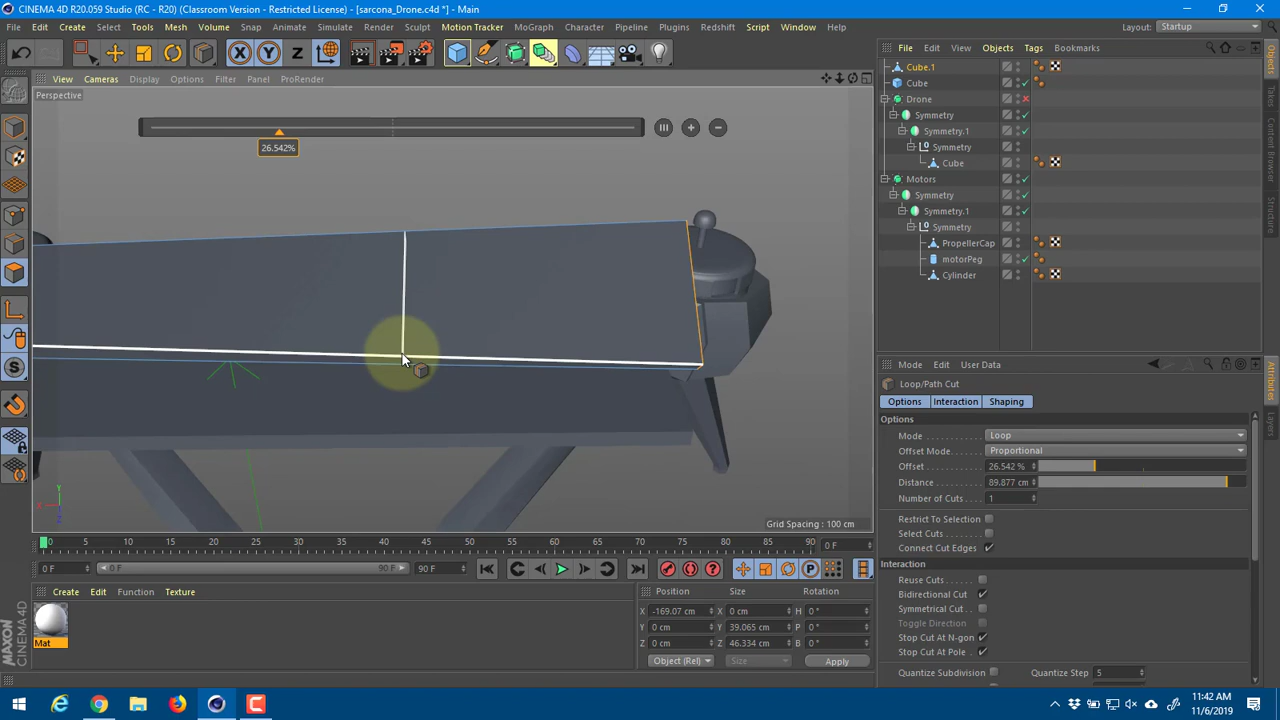 CINEMA 4D R20.059 Studio (RC - R20) (Classroom Version - Restricted License) - [sarcona_Drone.c4d *] - Main
File Edit Create Select Tools Mesh Volume Snap Animate Simulate Render Sculpt Motion Tracker MoGraph Character Pipeline Plugins Redshift Script Window Help Layout: Startup
X Y Z
View Cameras Display Options Filter Panel ProRender
Perspective
26.542%
Grid Spacing : 100 cm
File Edit View Objects Tags Bookmarks
Cube.1
Cube
Drone
Symmetry
Symmetry.1
Symmetry
Cube
Motors
Symmetry
Symmetry.1
Symmetry
PropellerCap
motorPeg
Cylinder
Objects
Takes
Content Browser
Structure
Mode Edit User Data
Loop/Path Cut
Options Interaction Shaping
Options
Mode Loop
Offset Mode Proportional
Offset 26.542 %
Distance 89.877 cm
Number of Cuts 1
Restrict To Selection
Select Cuts
Connect Cut Edges
Interaction
Reuse Cuts
Bidirectional Cut
Symmetrical Cut
Toggle Direction
Stop Cut At N-gon
Stop Cut At Pole
Quantize Subdivision Quantize Step 5
Attributes
Layers
0 5 10 15 20 25 30 35 40 45 50 55 60 65 70 75 80 85 90 0 F
0 F 0 F 90 F 90 F
Create Edit Function Texture
Mat
Position Size Rotation
X -169.07 cm X 0 cm H 0 °
Y 0 cm Y 39.065 cm P 0 °
Z 0 cm Z 46.334 cm B 0 °
Object (Rel) Size Apply
MAXON
CINEMA 4D
11:42 AM
11/6/2019